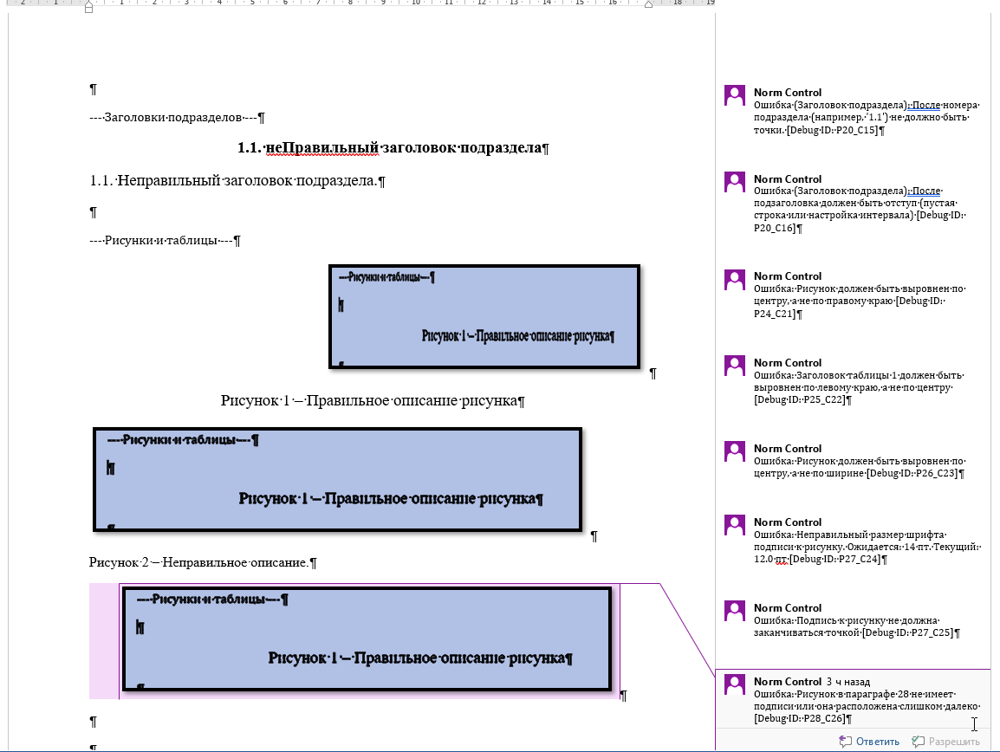 2 1 1 2 3 4 5 6 7 8 9 10 11 12 13 14 15 16 18 19
¶
---·Заголовки·подразделов·---¶
1.1.·неПравильный·заголовок·подраздела¶
1.1.·Неправильный·заголовок·подраздела.¶
¶
---·Рисунки·и·таблицы·---¶
---·Рисунки·и·таблицы·---¶
¶
Рисунок·1·–·Правильное·описание·рисунка¶
¶
Рисунок·1·–·Правильное·описание·рисунка¶
---·Рисунки·и·таблицы·---¶
¶
Рисунок·1·–·Правильное·описание·рисунка¶
¶
Рисунок·2·–·Неправильное·описание.¶
---·Рисунки·и·таблицы·---¶
¶
Рисунок·1·–·Правильное·описание·рисунка¶
¶
¶
¶
Norm Control
Ошибка·(Заголовок·подраздела):·После·номера·
подраздела·(например,·'1.1')·не·должно·быть·
точки.·[Debug·ID:·P20_C15]¶
Norm Control
Ошибка·(Заголовок·подраздела):·После·
подзаголовка·должен·быть·отступ·(пустая·
строка·или·настройка·интервала)·[Debug·ID:·
P20_C16]¶
Norm Control
Ошибка:·Рисунок·должен·быть·выровнен·по·
центру,·а·не·по·правому·краю·[Debug·ID:·
P24_C21]¶
Norm Control
Ошибка:·Заголовок·таблицы·1·должен·быть·
выровнен·по·левому·краю,·а·не·по·центру·
[Debug·ID:·P25_C22]¶
Norm Control
Ошибка:·Рисунок·должен·быть·выровнен·по·
центру,·а·не·по·ширине·[Debug·ID:·P26_C23]¶
Norm Control
Ошибка:·Неправильный·размер·шрифта·
подписи·к·рисунку.·Ожидается:·14·пт.·Текущий:·
12.0·пт·[Debug·ID:·P27_C24]¶
Norm Control
Ошибка:·Подпись·к·рисунку·не·должна·
заканчиваться·точкой·[Debug·ID:·P27_C25]¶
Norm Control 3 ч назад
Ошибка:·Рисунок·в·параграфе·28·не·имеет·
подписи·или·она·расположена·слишком·далеко·
[Debug·ID:·P28_C26]¶
Ответить Разрешить